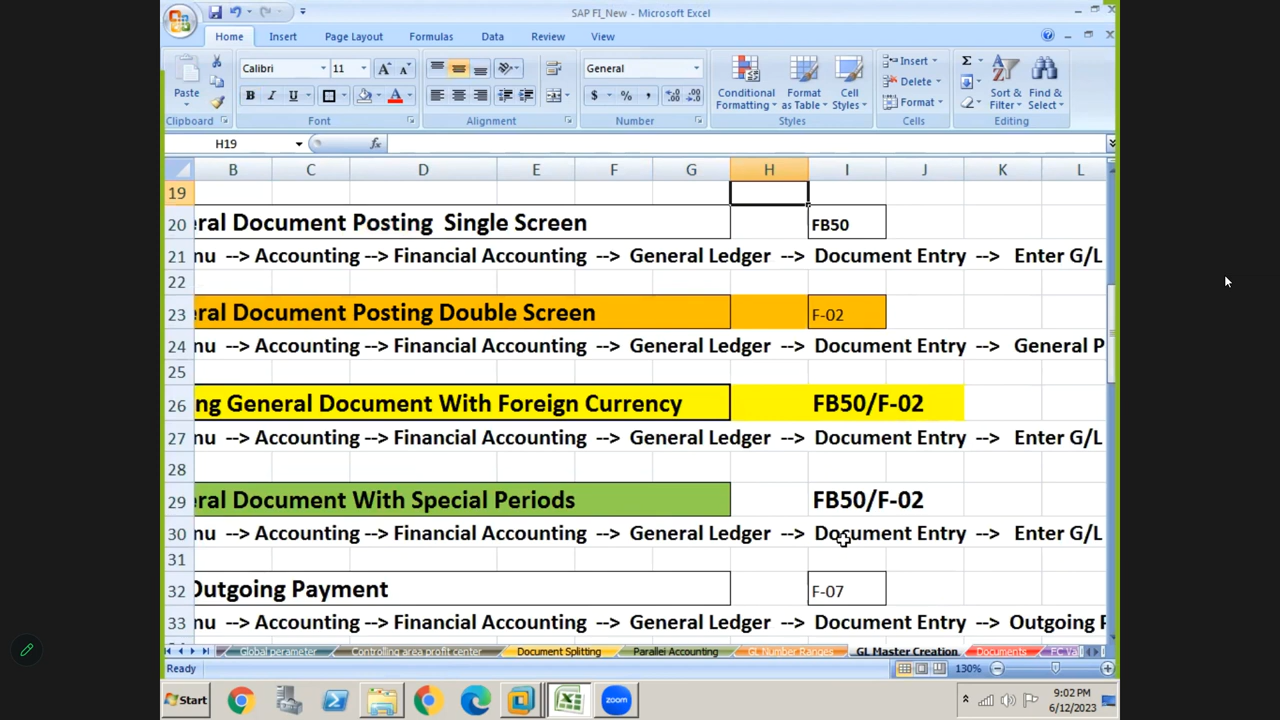 SAP FI_New - Microsoft Excel
Home Insert Page Layout Formulas Data Review View
Paste
Calibri 11
B I U
General
$ % ,
Conditional Formatting
Format as Table
Cell Styles
Insert
Delete
Format
Sort & Filter
Find & Select
Clipboard Font Alignment Number Styles Cells Editing
H19 fx
B C D E F G H I J K L
19
20 eral Document Posting Single Screen FB50
21 nu --> Accounting --> Financial Accounting --> General Ledger --> Document Entry --> Enter G/L
22
23 eral Document Posting Double Screen F-02
24 nu --> Accounting --> Financial Accounting --> General Ledger --> Document Entry --> General P
25
26 ng General Document With Foreign Currency FB50/F-02
27 nu --> Accounting --> Financial Accounting --> General Ledger --> Document Entry --> Enter G/L
28
29 eral Document With Special Periods FB50/F-02
30 nu --> Accounting --> Financial Accounting --> General Ledger --> Document Entry --> Enter G/L
31
32 Outgoing Payment F-07
33 nu --> Accounting --> Financial Accounting --> General Ledger --> Document Entry --> Outgoing P
Global perameter Controlling area profit center Document Splitting Parallel Accounting GL Number Ranges GL Master Creation Documents FC Va
Ready 130%
Start zoom 9:02 PM
6/12/2023